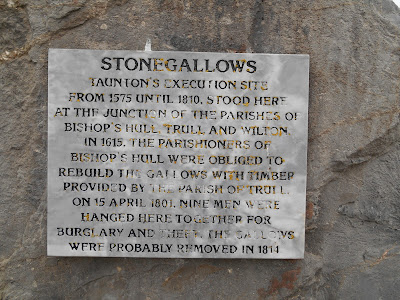 STONEGALLOWS
TAUNTON'S EXECUTION SITE
FROM 1575 UNTIL 1810. STOOD HERE
AT THE JUNCTION OF THE PARISHES OF
BISHOP'S HULL, TRULL AND WILTON.
IN 1615. THE PARISHIONERS OF
BISHOP'S HULL WERE OBLIGED TO
REBUILD THE GALLOWS WITH TIMBER
PROVIDED BY THE PARISH OF TRULL.
ON 15 APRIL 1801. NINE MEN WERE
HANGED HERE TOGETHER FOR
BURGLARY AND THEFT. THE GALLOWS
WERE PROBABLY REMOVED IN 1814